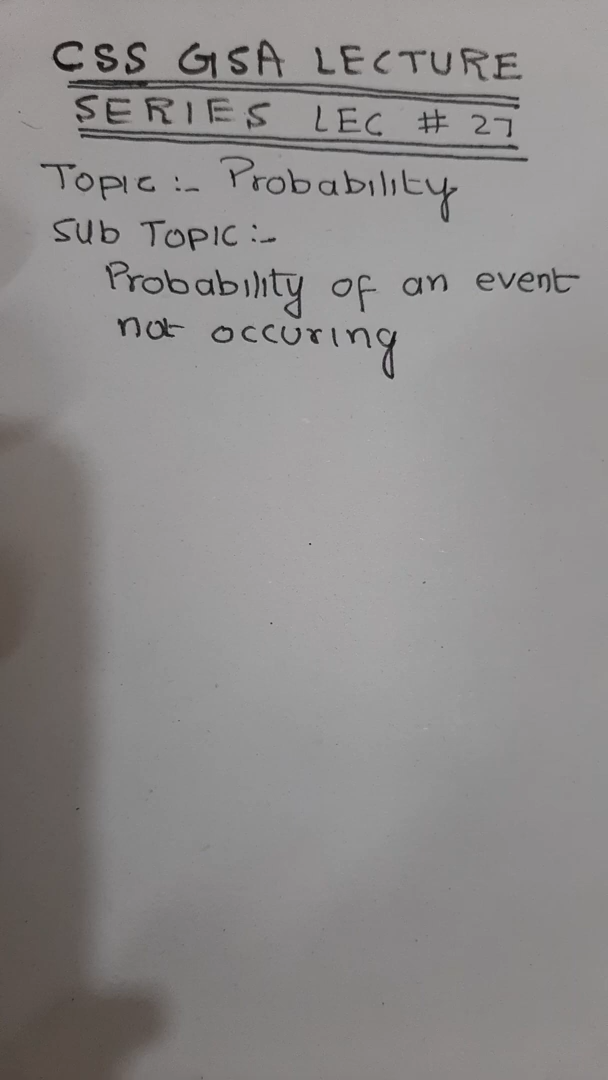 CSS GSA LECTURE
SERIES LEC # 27
Topic :- Probability
SUB TOPIC :-
Probability of an event
not occuring